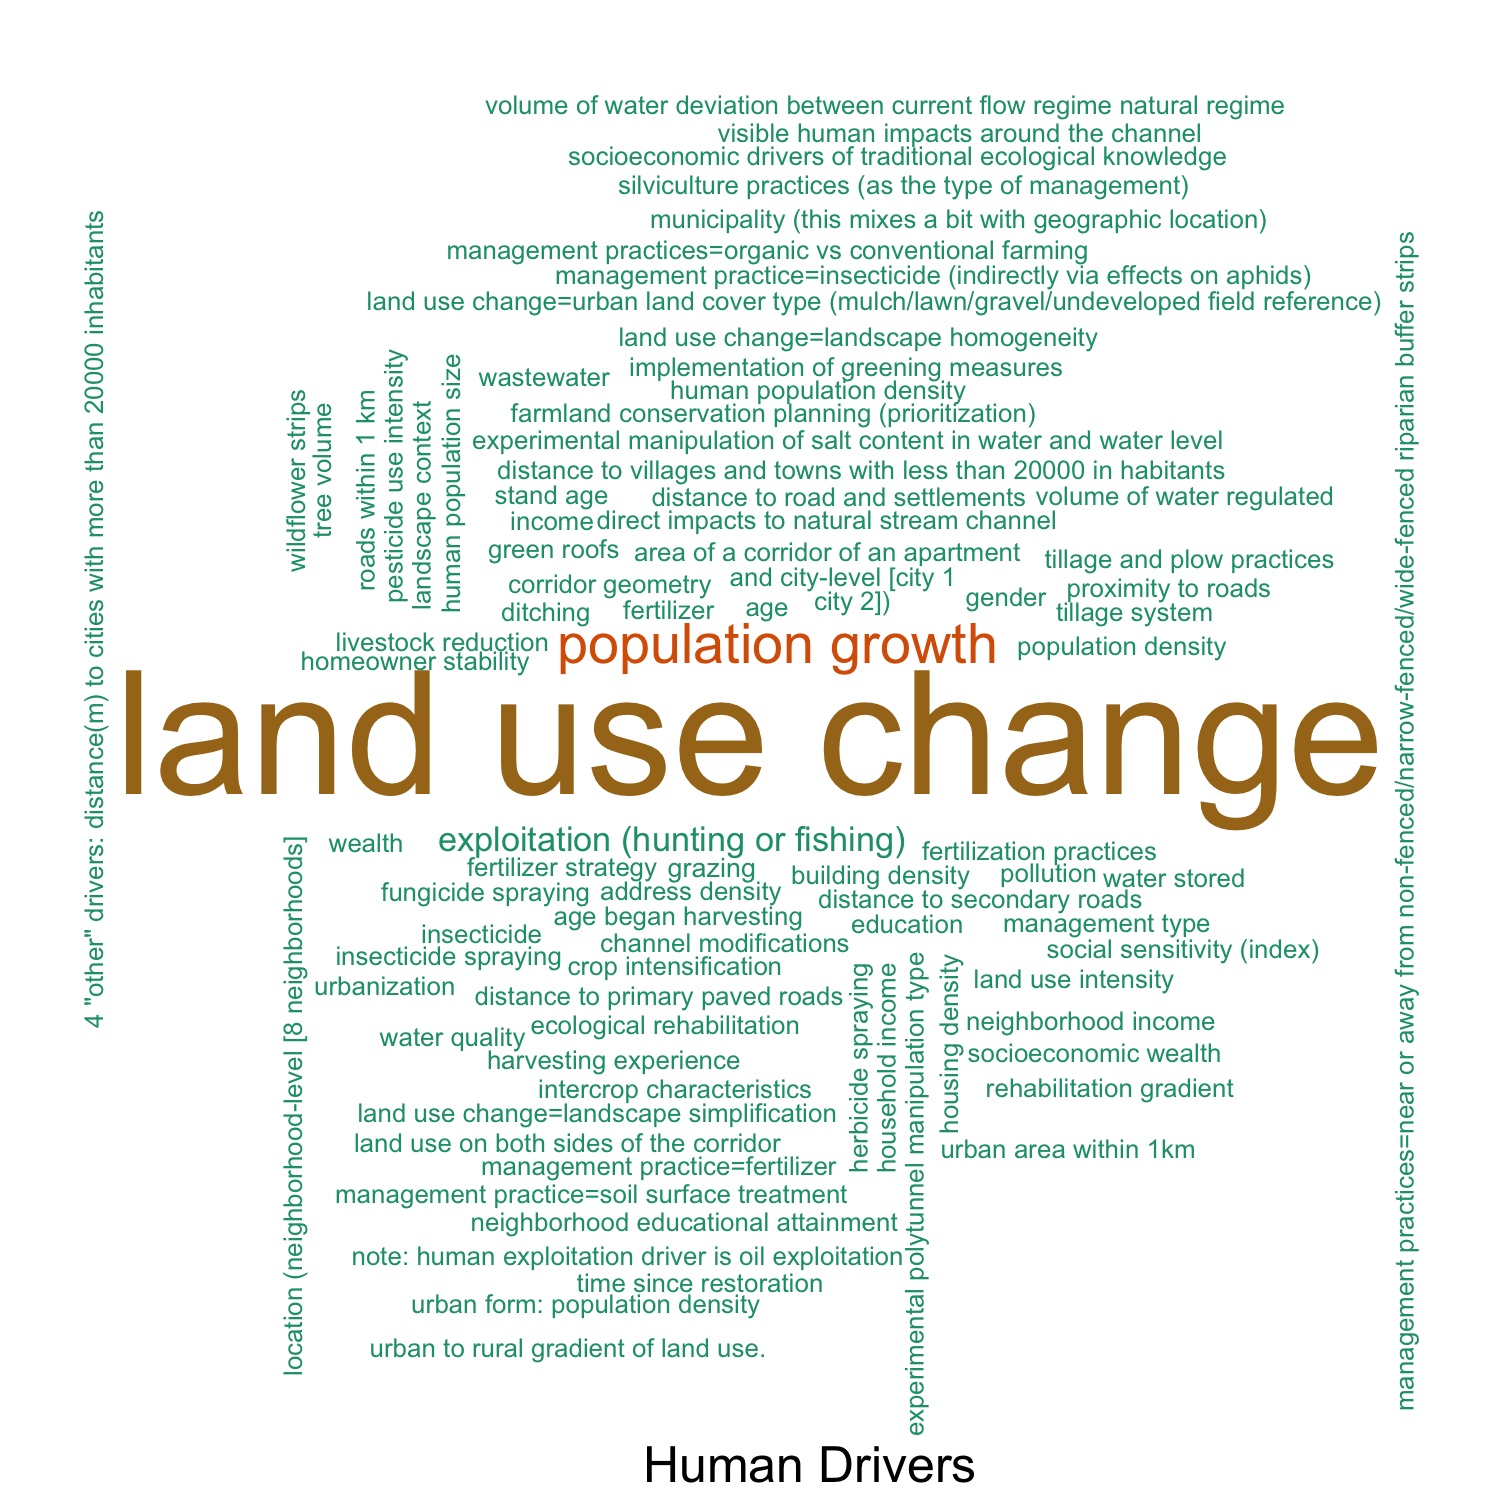 volume of water deviation between current flow regime natural regime
visible human impacts around the channel
socioeconomic drivers of traditional ecological knowledge
silviculture practices (as the type of management)
municipality (this mixes a bit with geographic location)
management practices=organic vs conventional farming
management practice=insecticide (indirectly via effects on aphids)
land use change=urban land cover type (mulch/lawn/gravel/undeveloped field reference)
land use change=landscape homogeneity
4 "other" drivers: distance(m) to cities with more than 20000 inhabitants
management practices=near or away from non-fenced/narrow-fenced/wide-fenced riparian buffer strips
wildflower strips
tree volume
roads within 1 km
pesticide use intensity
landscape context
human population size
wastewater
implementation of greening measures
human population density
farmland conservation planning (prioritization)
experimental manipulation of salt content in water and water level
distance to villages and towns with less than 20000 in habitants
stand age
distance to road and settlements
volume of water regulated
income
direct impacts to natural stream channel
green roofs
area of a corridor of an apartment
tillage and plow practices
corridor geometry
and city-level [city 1
proximity to roads
ditching
fertilizer
age
city 2])
gender
tillage system
livestock reduction
population growth
population density
homeowner stability
land use change
location (neighborhood-level [8 neighborhoods]
wealth
exploitation (hunting or fishing)
fertilization practices
fertilizer strategy
grazing
building density
pollution
water stored
fungicide spraying
address density
distance to secondary roads
age began harvesting
education
management type
insecticide
channel modifications
social sensitivity (index)
insecticide spraying
crop intensification
herbicide spraying
household income
experimental polytunnel manipulation type
housing density
land use intensity
urbanization
distance to primary paved roads
neighborhood income
water quality
ecological rehabilitation
socioeconomic wealth
harvesting experience
intercrop characteristics
rehabilitation gradient
land use change=landscape simplification
land use on both sides of the corridor
urban area within 1km
management practice=fertilizer
management practice=soil surface treatment
neighborhood educational attainment
note: human exploitation driver is oil exploitation
time since restoration
urban form: population density
urban to rural gradient of land use.
Human Drivers